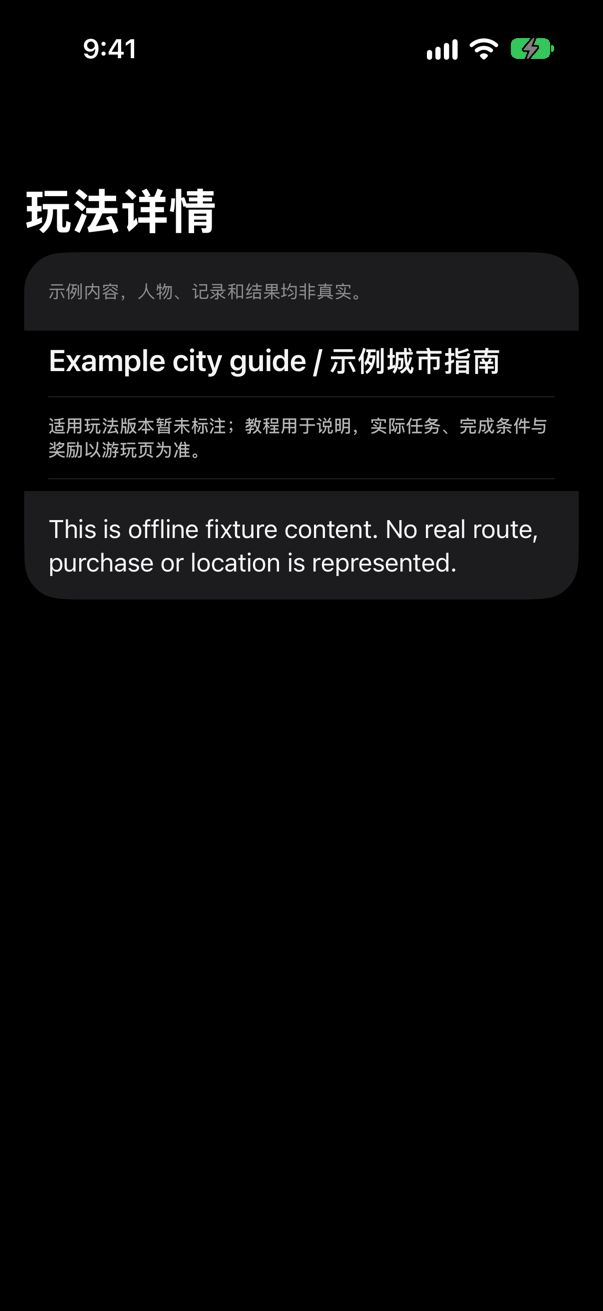 9:41
玩法详情
示例内容，人物、记录和结果均非真实。
Example city guide / 示例城市指南
适用玩法版本暂未标注；教程用于说明，实际任务、完成条件与
奖励以游玩页为准。
This is offline fixture content. No real route,
purchase or location is represented.